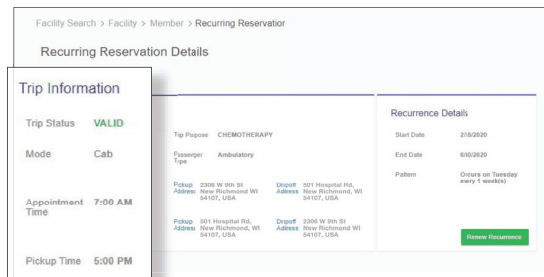 Facility Search > Facility > Member > Recurring Reservatior
Recurring Reservation Details
Trip Information
Trip Status VALID
Mode Cab
Appointment Time 7:00 AM
Pickup Time 5:00 PM
Trip Pupose CHEMOTHERAPY
Passenger Type Ambulatory
Pickup Address 2306 W 9th St
New Richmond WI
54107, USA
Dropoff Address 501 Hospital Rd,
New Richmond, WI
54107, USA
Pickup Address 501 Hospital Rd,
New Richmond, WI
54107, USA
Dropoff Address 2306 W 9th St
New Richmond WI
54107, USA
Recurrence Details
Start Date 2/18/2020
End Date 6/10/2020
Pattern Occurs on Tuesday
every 1 week(s)
Renew Recurrence